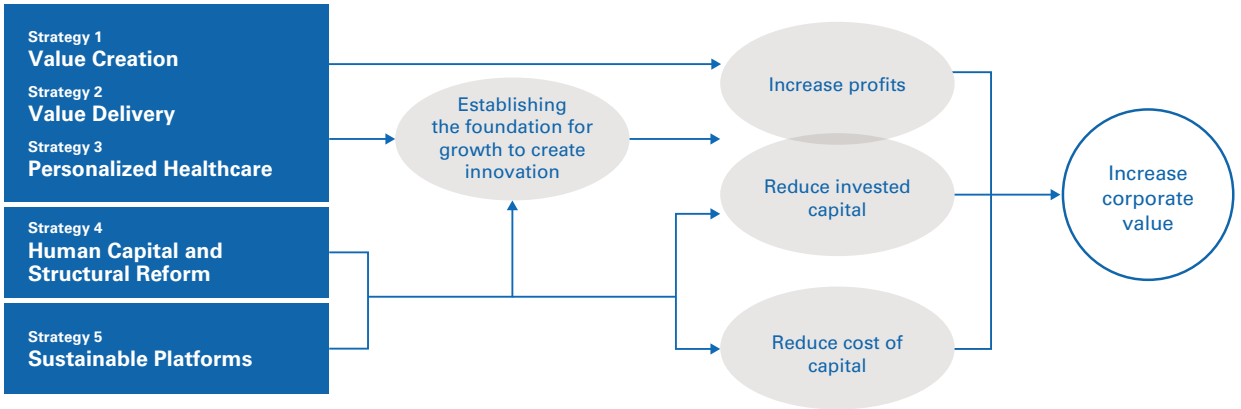 Strategy 1
Value Creation
Strategy 2
Value Delivery
Strategy 3
Personalized Healthcare
Strategy 4
Human Capital and
Structural Reform
Strategy 5
Sustainable Platforms
Establishing
the foundation for
growth to create
innovation
Increase profits
Reduce invested
capital
Reduce cost of
capital
Increase
corporate
value